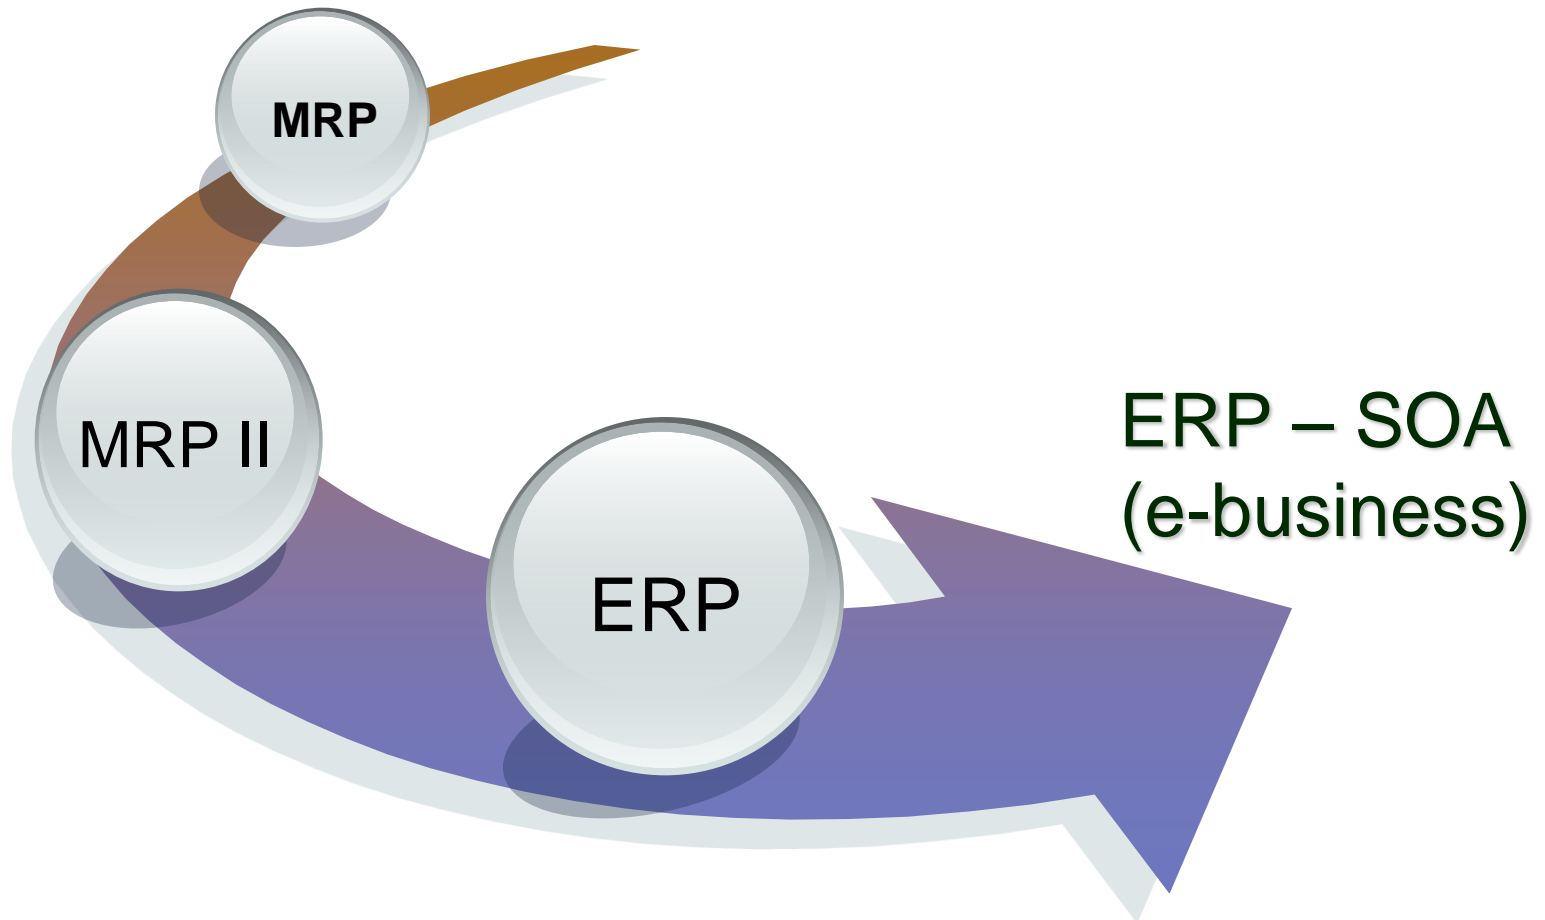 MRP
MRP II
ERP
ERP – SOA
(e-business)